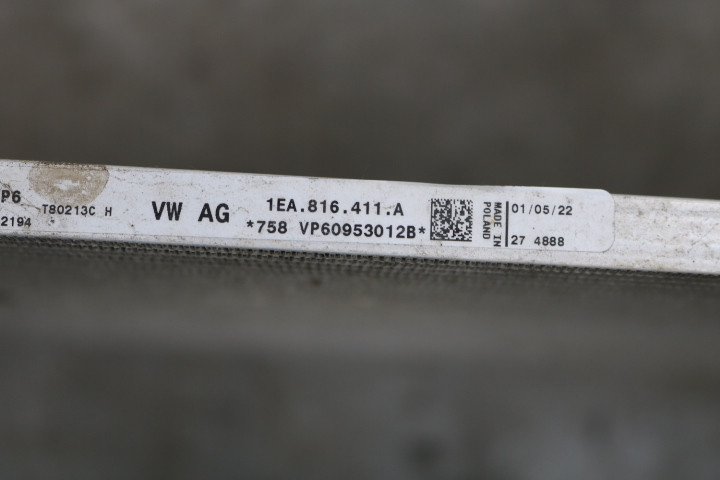 P6
2194
T80213C H
VW AG
1EA.816.411.A
*758 VP60953012B*
MADE IN
POLAND
01/05/22
27 4888